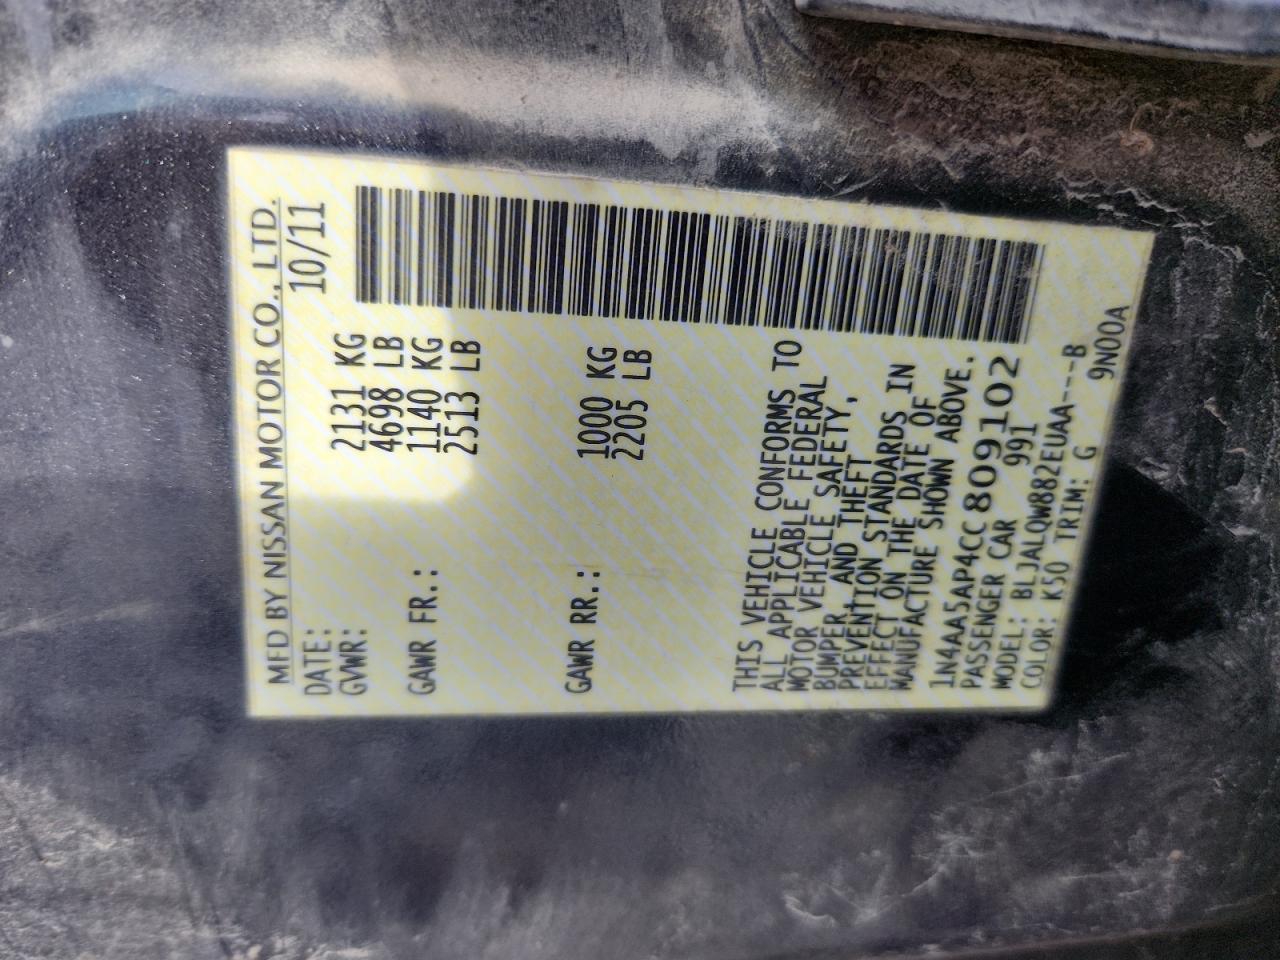 MFD BY NISSAN MOTOR CO., LTD.
DATE: 10/11
GVWR: 2131 KG
4698 LB
GAWR FR.: 1140 KG
2513 LB
GAWR RR.: 1000 KG
2205 LB
THIS VEHICLE CONFORMS TO
ALL APPLICABLE FEDERAL
MOTOR VEHICLE SAFETY,
BUMPER AND THEFT
PREVENTION STANDARDS IN
EFFECT ON THE DATE OF
MANUFACTURE SHOWN ABOVE.
1N4AA5AP4CC809102
PASSENGER CAR 991
MODEL: BLJALQW882EUAA---B
COLOR: K50 TRIM: G 9N00A